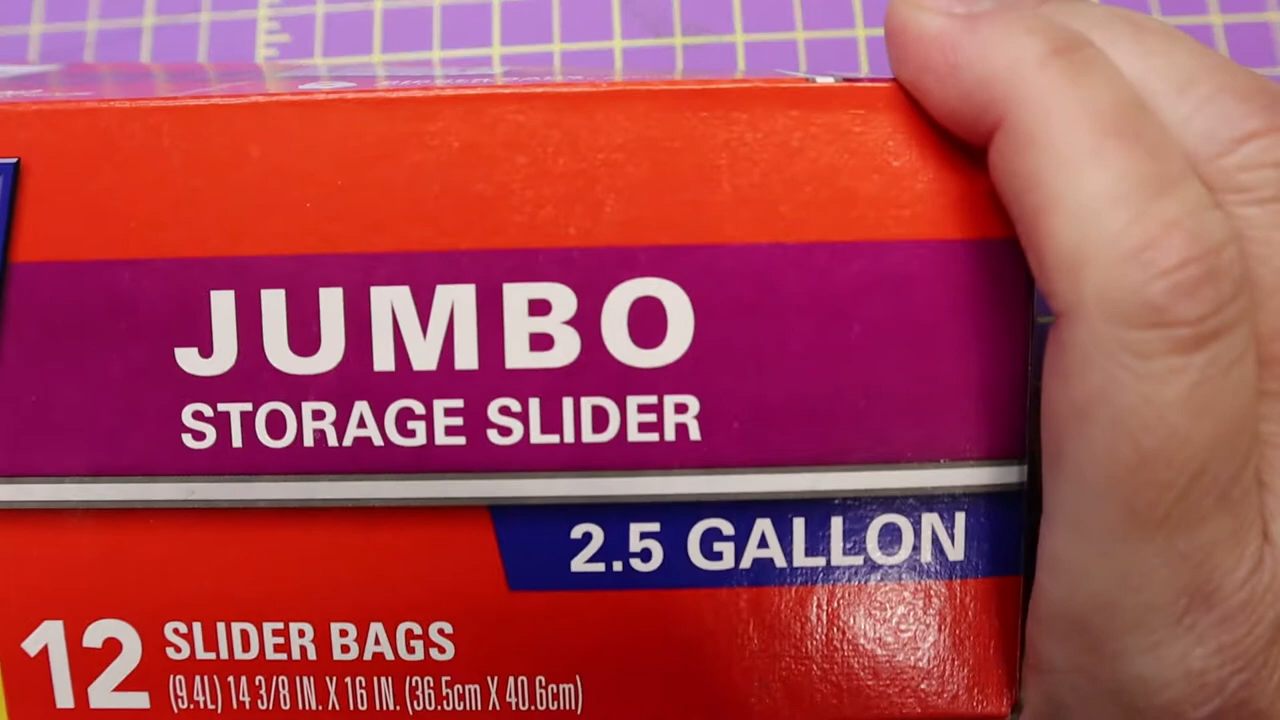 JUMBO
STORAGE SLIDER
2.5 GALLON
12 SLIDER BAGS
(9.4L) 14 3/8 IN. X 16 IN. (36.5cm X 40.6cm)